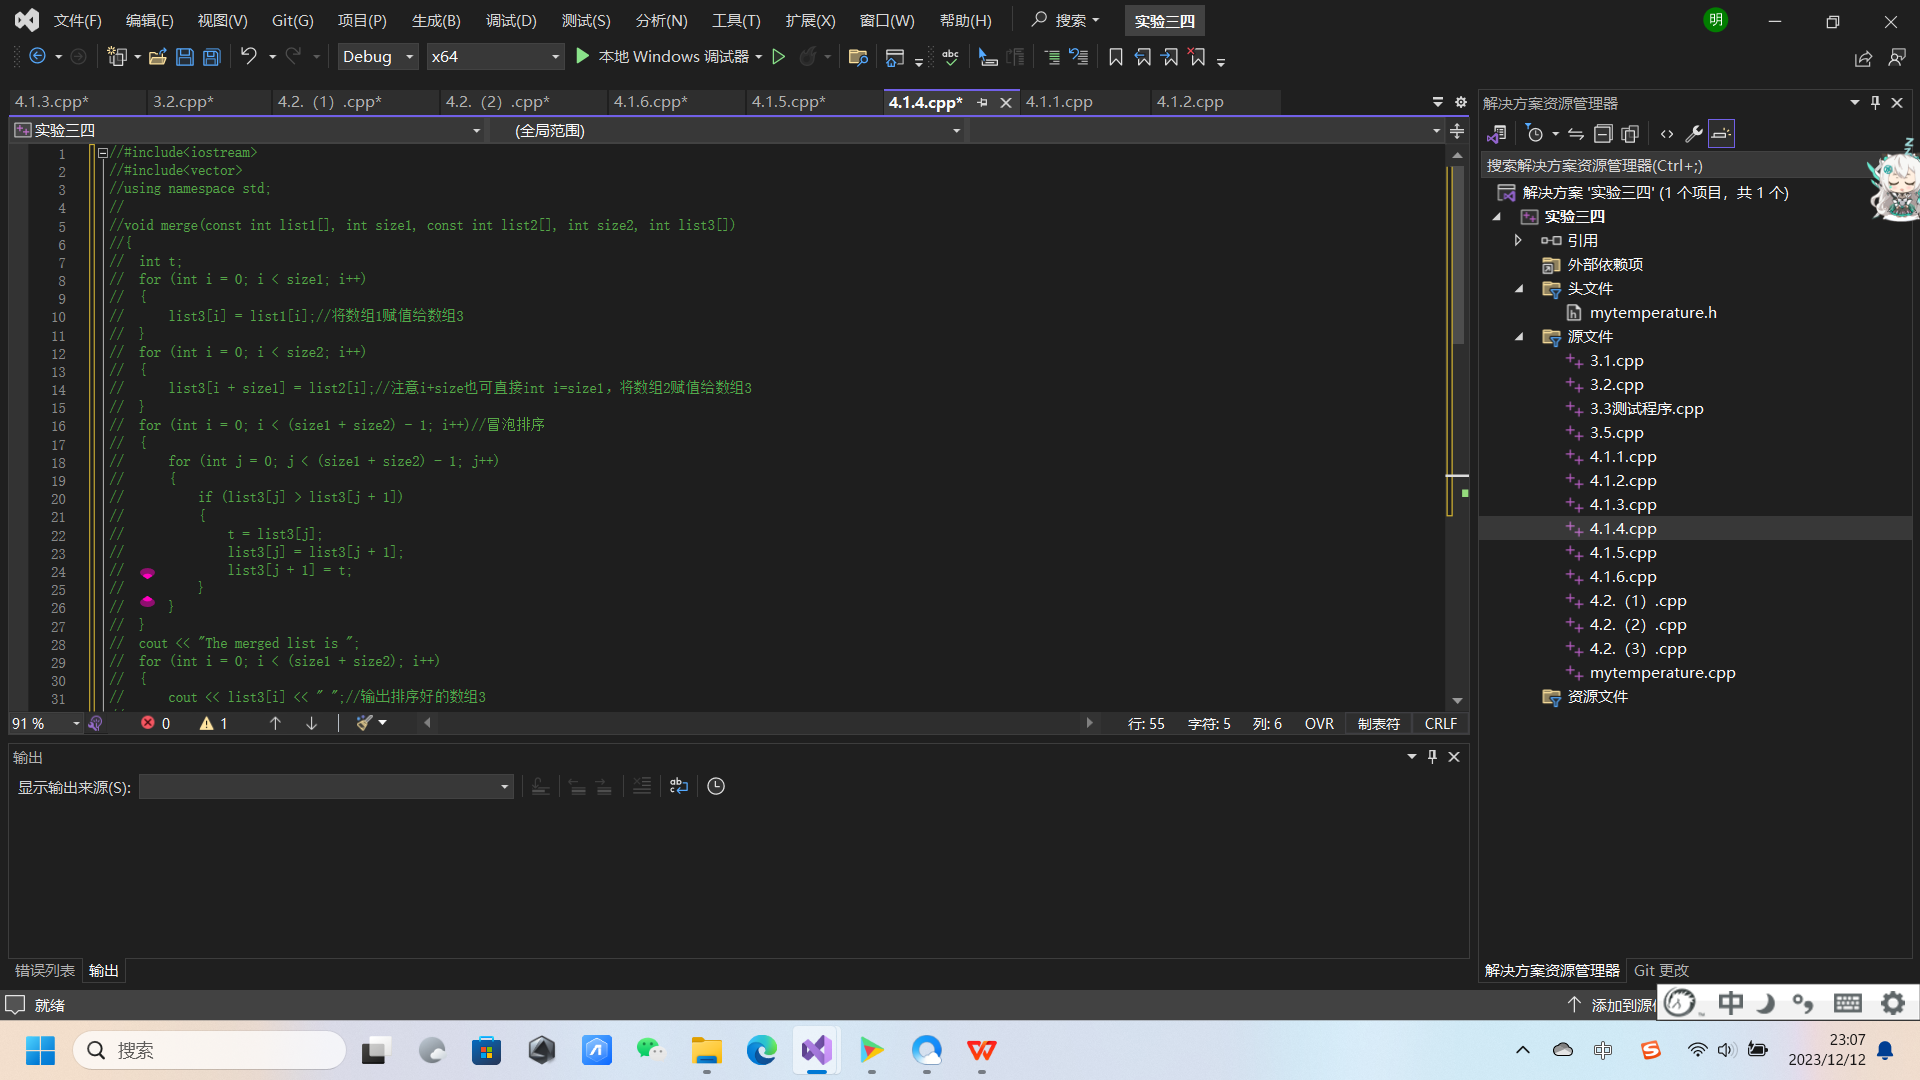 文件(F) 编辑(E) 视图(V) Git(G) 项目(P) 生成(B) 调试(D) 测试(S) 分析(N) 工具(T) 扩展(X) 窗口(W) 帮助(H) 搜索 实验三四 明
Debug x64 本地 Windows 调试器
4.1.3.cpp* 3.2.cpp* 4.2.（1）.cpp* 4.2.（2）.cpp* 4.1.6.cpp* 4.1.5.cpp* 4.1.4.cpp* 4.1.1.cpp 4.1.2.cpp
实验三四 (全局范围)
1 //#include<iostream>
2 //#include<vector>
3 //using namespace std;
4 //
5 //void merge(const int list1[], int size1, const int list2[], int size2, int list3[])
6 //{
7 // int t;
8 // for (int i = 0; i < size1; i++)
9 // {
10 // list3[i] = list1[i];//将数组1赋值给数组3
11 // }
12 // for (int i = 0; i < size2; i++)
13 // {
14 // list3[i + size1] = list2[i];//注意i+size也可直接int i=size1，将数组2赋值给数组3
15 // }
16 // for (int i = 0; i < (size1 + size2) - 1; i++)//冒泡排序
17 // {
18 // for (int j = 0; j < (size1 + size2) - 1; j++)
19 // {
20 // if (list3[j] > list3[j + 1])
21 // {
22 // t = list3[j];
23 // list3[j] = list3[j + 1];
24 // list3[j + 1] = t;
25 // }
26 // }
27 // }
28 // cout << "The merged list is ";
29 // for (int i = 0; i < (size1 + size2); i++)
30 // {
31 // cout << list3[i] << " ";//输出排序好的数组3
91 % 0 1 行: 55 字符: 5 列: 6 OVR 制表符 CRLF
输出
显示输出来源(S):
错误列表 输出
解决方案资源管理器
搜索解决方案资源管理器(Ctrl+;)
解决方案 '实验三四' (1 个项目，共 1 个)
实验三四
引用
外部依赖项
头文件
mytemperature.h
源文件
3.1.cpp
3.2.cpp
3.3测试程序.cpp
3.5.cpp
4.1.1.cpp
4.1.2.cpp
4.1.3.cpp
4.1.4.cpp
4.1.5.cpp
4.1.6.cpp
4.2.（1）.cpp
4.2.（2）.cpp
4.2.（3）.cpp
mytemperature.cpp
资源文件
解决方案资源管理器 Git 更改
就绪 添加到源 中
搜索 中 23:07
2023/12/12